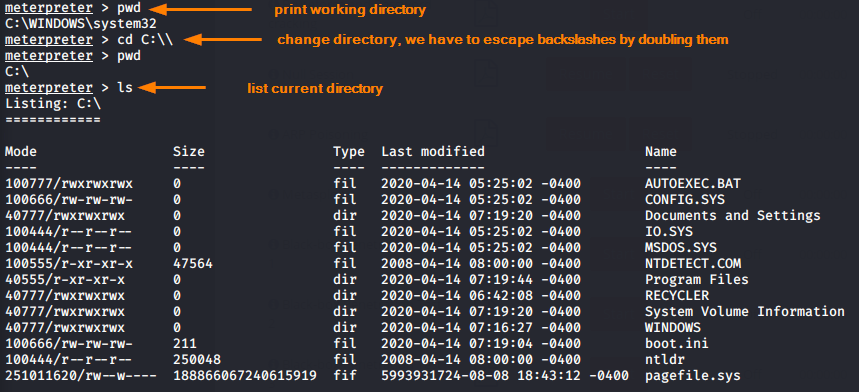 meterpreter > pwd print working directory
C:\WINDOWS\system32
meterpreter > cd C:\\ change directory, we have to escape backslashes by doubling them
meterpreter > pwd
C:\
meterpreter > ls list current directory
Listing: C:\
============
Mode Size Type Last modified Name
---- ---- ---- ------------- ----
100777/rwxrwxrwx 0 fil 2020-04-14 05:25:02 -0400 AUTOEXEC.BAT
100666/rw-rw-rw- 0 fil 2020-04-14 05:25:02 -0400 CONFIG.SYS
40777/rwxrwxrwx 0 dir 2020-04-14 07:19:20 -0400 Documents and Settings
100444/r--r--r-- 0 fil 2020-04-14 05:25:02 -0400 IO.SYS
100444/r--r--r-- 0 fil 2020-04-14 05:25:02 -0400 MSDOS.SYS
100555/r-xr-xr-x 47564 fil 2008-04-14 08:00:00 -0400 NTDETECT.COM
40555/r-xr-xr-x 0 dir 2020-04-14 07:19:44 -0400 Program Files
40777/rwxrwxrwx 0 dir 2020-04-14 06:42:08 -0400 RECYCLER
40777/rwxrwxrwx 0 dir 2020-04-14 07:19:20 -0400 System Volume Information
40777/rwxrwxrwx 0 dir 2020-04-14 07:16:27 -0400 WINDOWS
100666/rw-rw-rw- 211 fil 2020-04-14 07:19:04 -0400 boot.ini
100444/r--r--r-- 250048 fil 2008-04-14 08:00:00 -0400 ntldr
251011620/rw--w---- 188866067240615919 fif 5993931724-08-08 18:43:12 -0400 pagefile.sys